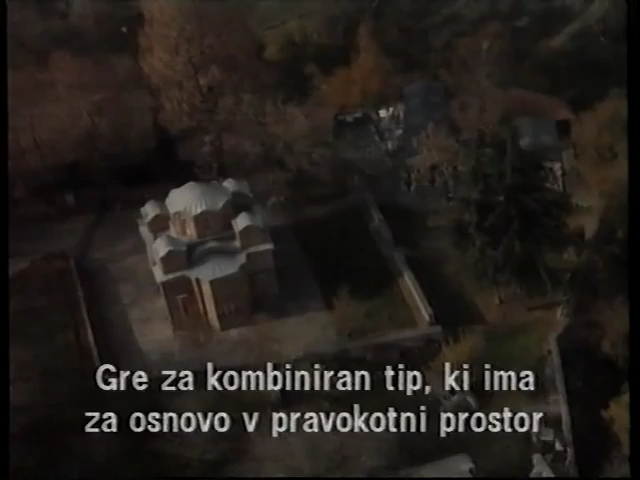 Gre za kombiniran tip, ki ima
za osnovo v pravokotni prostor